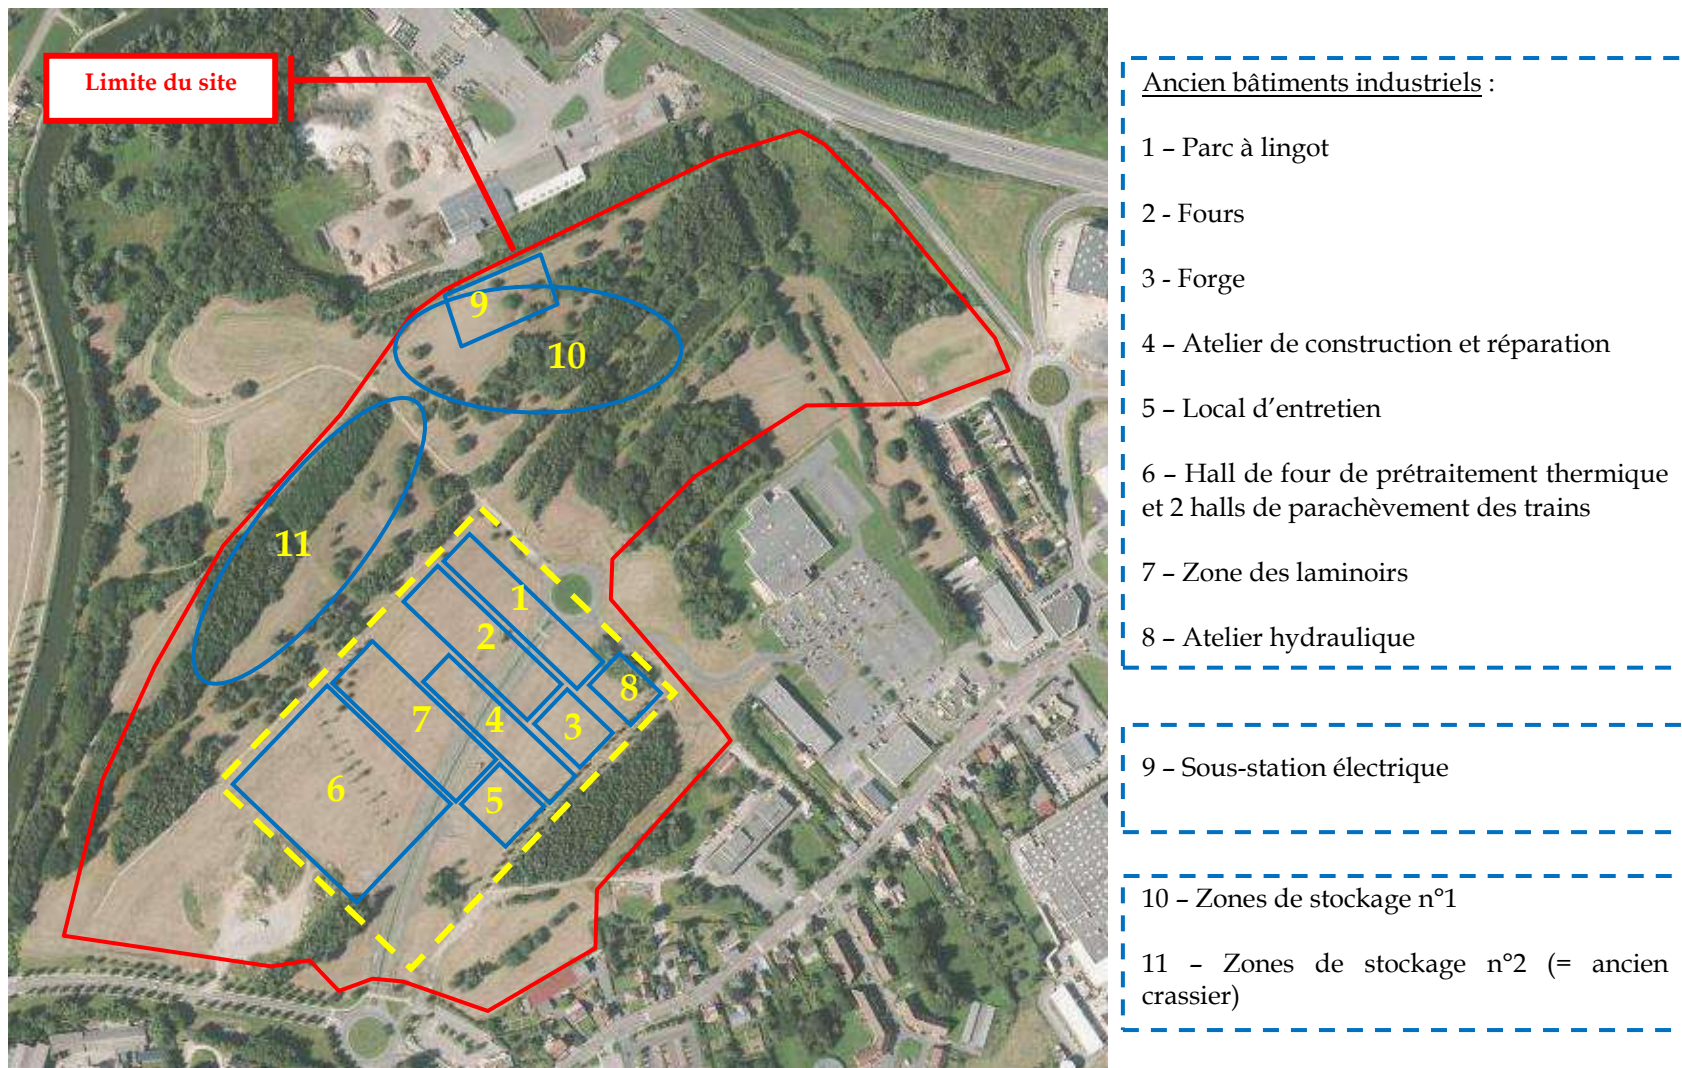 Limite du site
9
10
11
1
2
8
3
4
7
6
5
Ancien bâtiments industriels :
1 – Parc à lingot
2 - Fours
3 – Forge
4 – Atelier de construction et réparation
5 – Local d’entretien
6 – Hall de four de prétraitement thermique
et 2 halls de parachèvement des trains
7 – Zone des laminoirs
8 – Atelier hydraulique
9 – Sous-station électrique
10 – Zones de stockage n°1
11 – Zones de stockage n°2 (= ancien
crassier)